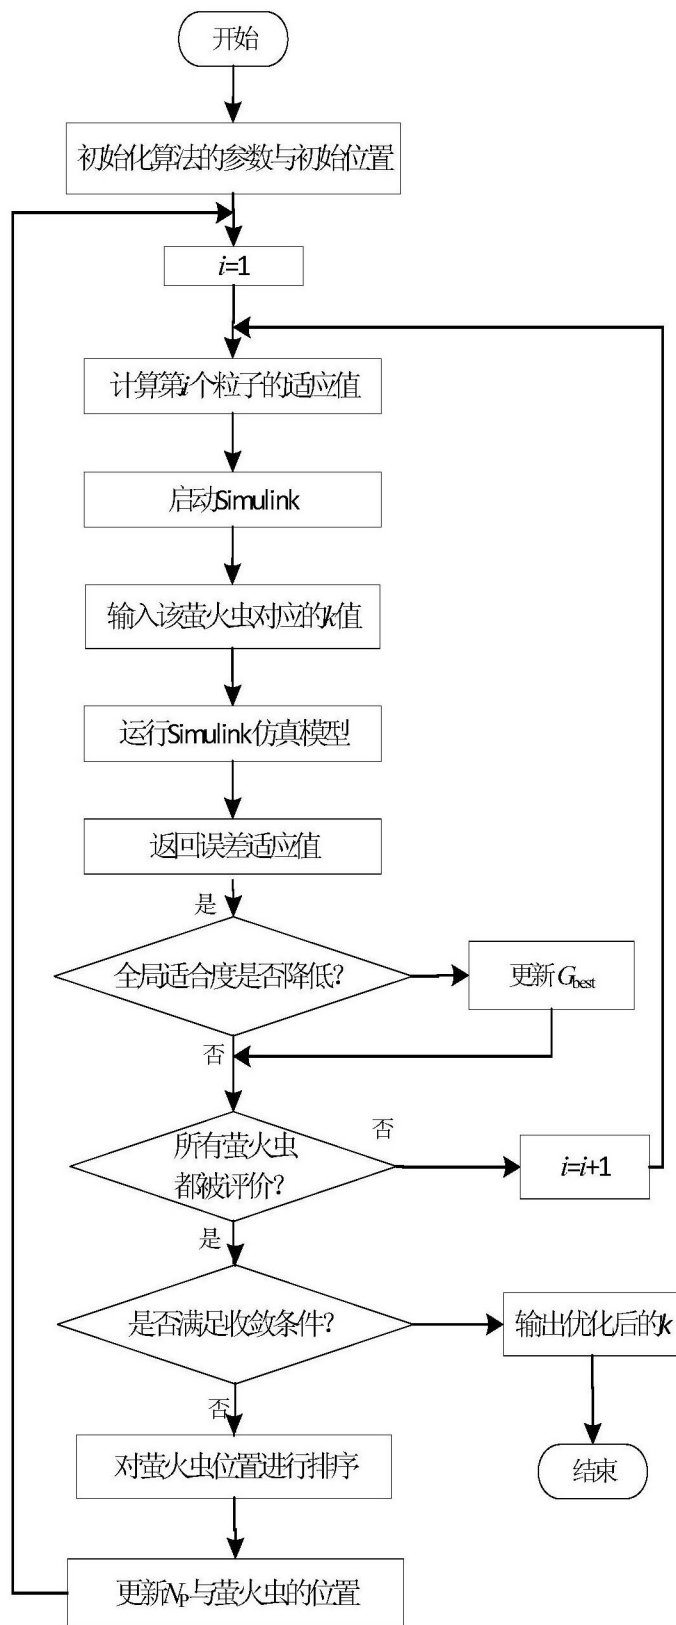 开始
初始化算法的参数与初始位置
i=1
计算第i个粒子的适应值
启动Simulink
输入该萤火虫对应的k值
运行Simulink仿真模型
返回误差适应值
是
全局适合度是否降低?
更新Gbest
否
所有萤火虫
都被评价?
否
i=i+1
是
是否满足收敛条件?
输出优化后的k
否
对萤火虫位置进行排序
结束
更新NP与萤火虫的位置